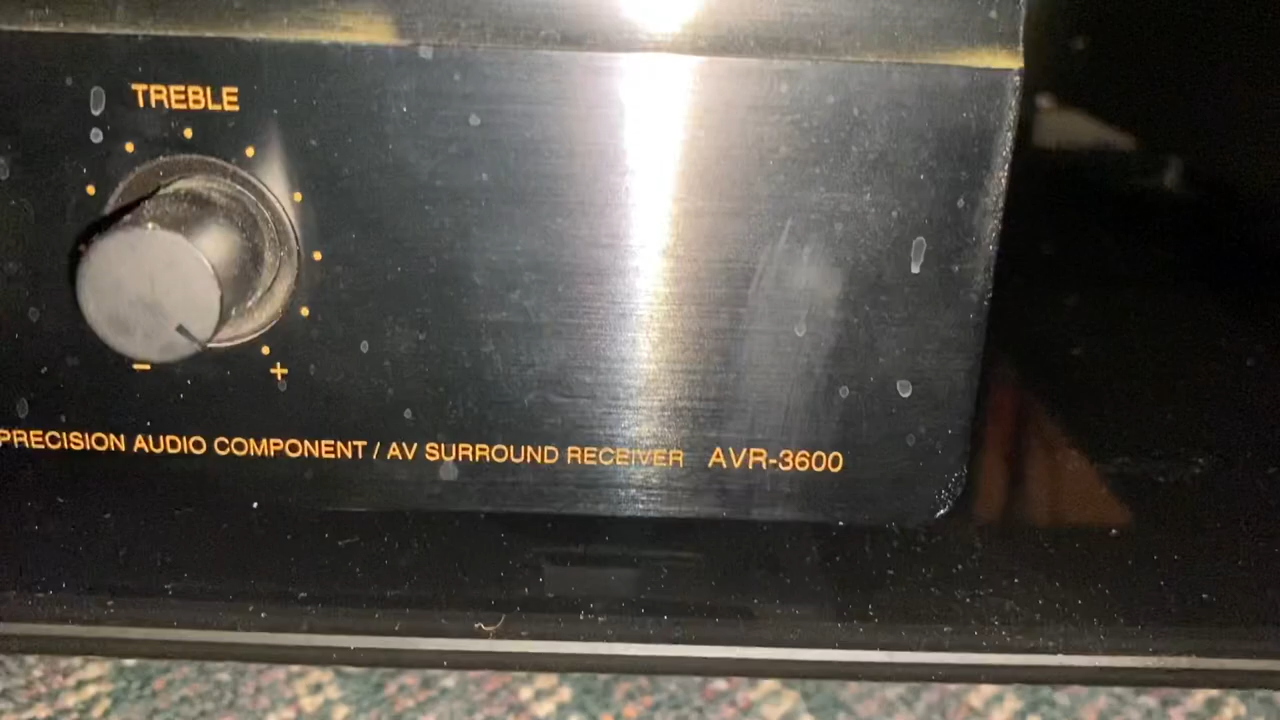 TREBLE
− +
PRECISION AUDIO COMPONENT / AV SURROUND RECEIVER AVR-3600